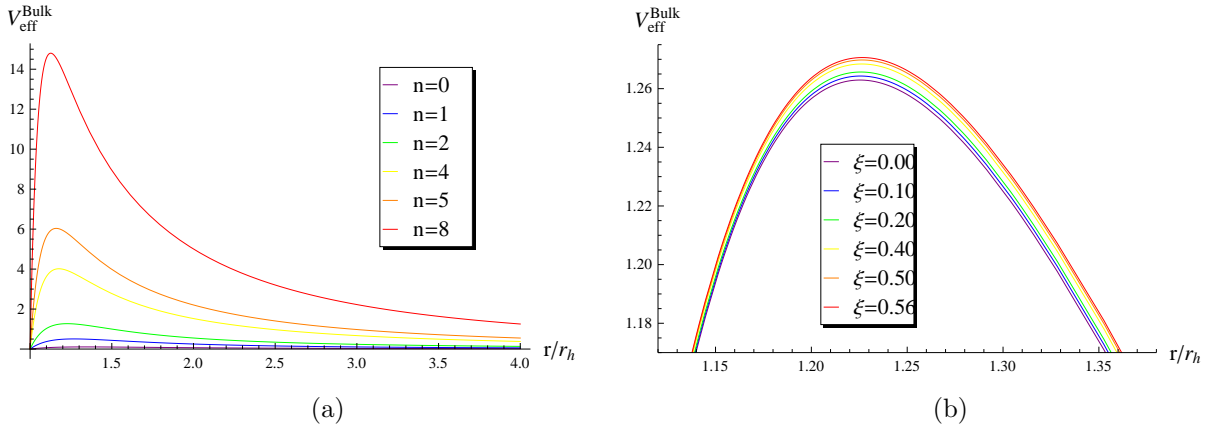 V_eff^Bulk
14
12
10
8
6
4
2
1.5 2.0 2.5 3.0 3.5 4.0
r/r_h
n=0
n=1
n=2
n=4
n=5
n=8
(a)
V_eff^Bulk
1.26
1.24
1.22
1.20
1.18
1.15 1.20 1.25 1.30 1.35
r/r_h
ξ=0.00
ξ=0.10
ξ=0.20
ξ=0.40
ξ=0.50
ξ=0.56
(b)